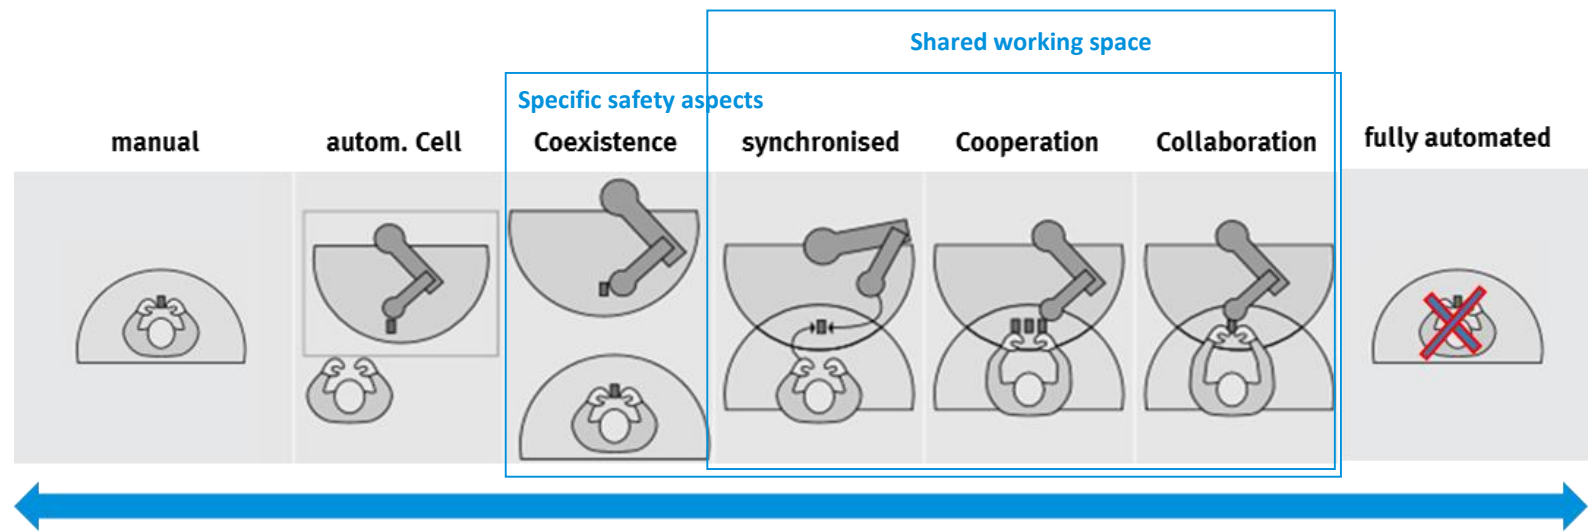 Shared working space
Specific safety aspects
manual
autom. Cell
Coexistence
synchronised
Cooperation
Collaboration
fully automated